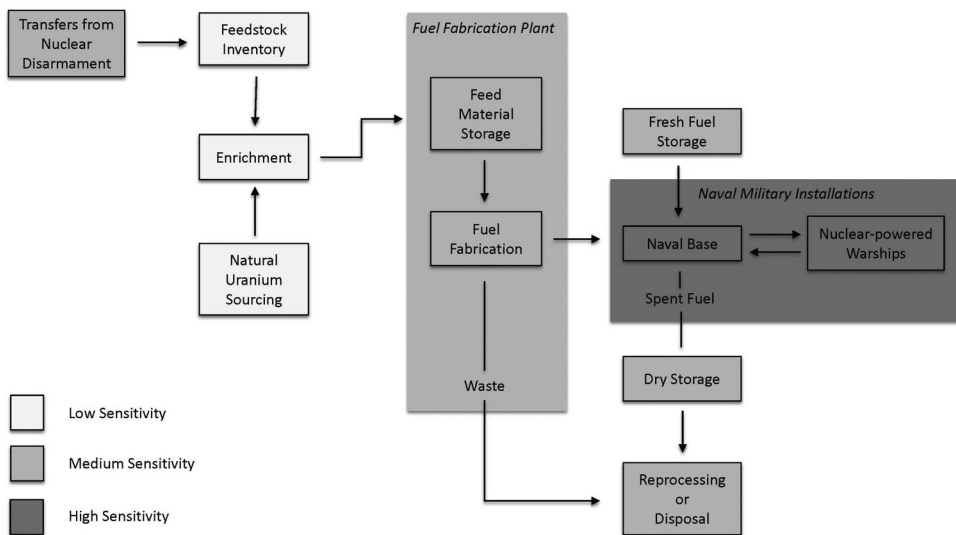 Transfers from
Nuclear
Disarmament
Feedstock
Inventory
Enrichment
Natural
Uranium
Sourcing
Fuel Fabrication Plant
Feed
Material
Storage
Fuel
Fabrication
Waste
Fresh Fuel
Storage
Naval Military Installations
Naval Base
Nuclear-powered
Warships
Spent Fuel
Dry Storage
Reprocessing
or
Disposal
Low Sensitivity
Medium Sensitivity
High Sensitivity